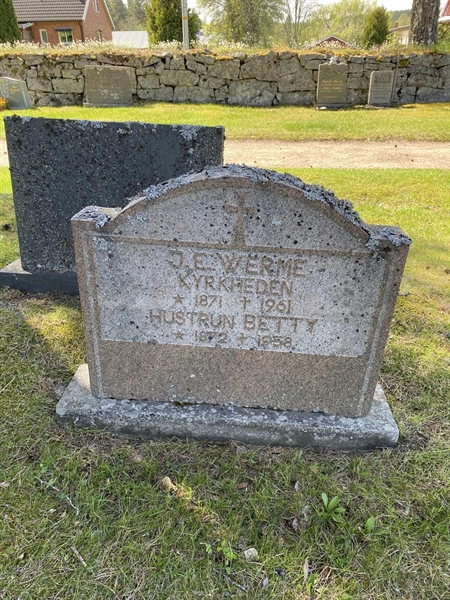 J.E. WERME
KYRKHEDEN
* 1871 † 1961
HUSTRUN BETTY
* 1872 † 1958